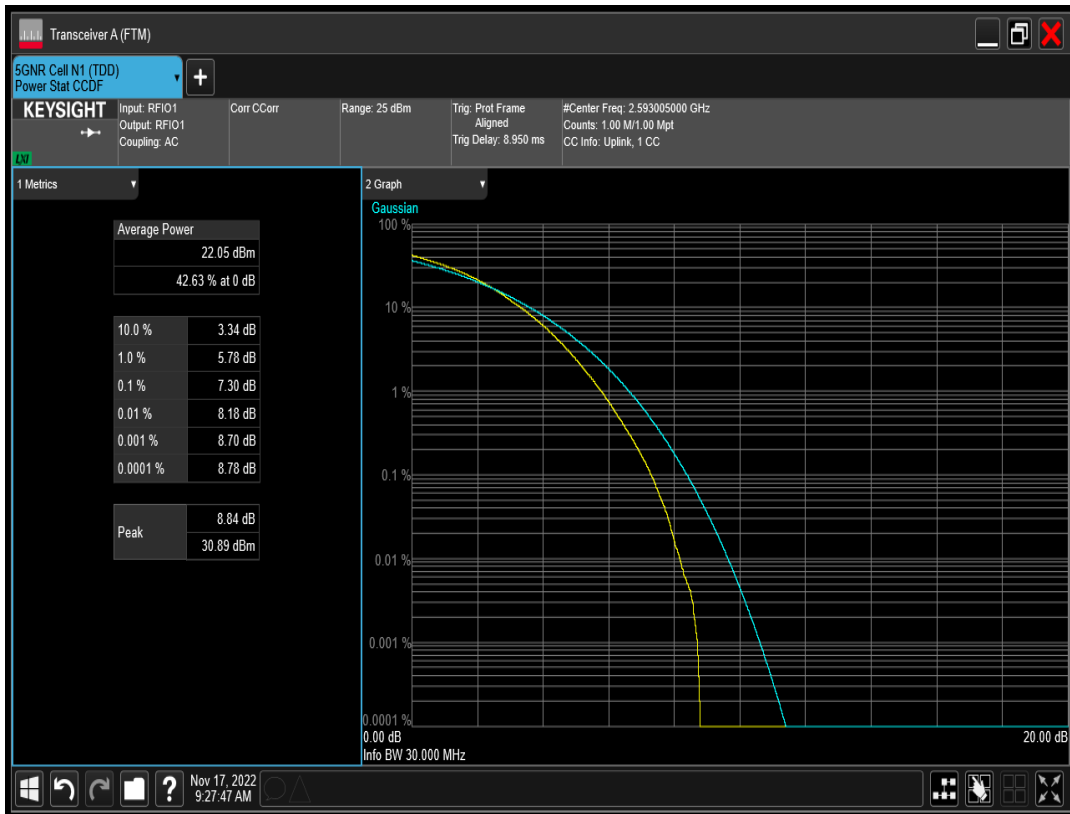 Transceiver A (FTM)
5GNR Cell N1 (TDD)
Power Stat CCDF
KEYSIGHT
LXI
Input: RFIO1
Output: RFIO1
Coupling: AC
Corr CCorr
Range: 25 dBm
Trig: Prot Frame
Aligned
Trig Delay: 8.950 ms
#Center Freq: 2.593005000 GHz
Counts: 1.00 M/1.00 Mpt
CC Info: Uplink, 1 CC
1 Metrics
Average Power
22.05 dBm
42.63 % at 0 dB
10.0 % 3.34 dB
1.0 % 5.78 dB
0.1 % 7.30 dB
0.01 % 8.18 dB
0.001 % 8.70 dB
0.0001 % 8.78 dB
Peak
8.84 dB
30.89 dBm
2 Graph
Gaussian
100 %
10 %
1 %
0.1 %
0.01 %
0.001 %
0.0001 %
0.00 dB 20.00 dB
Info BW 30.000 MHz
?
Nov 17, 2022
9:27:47 AM